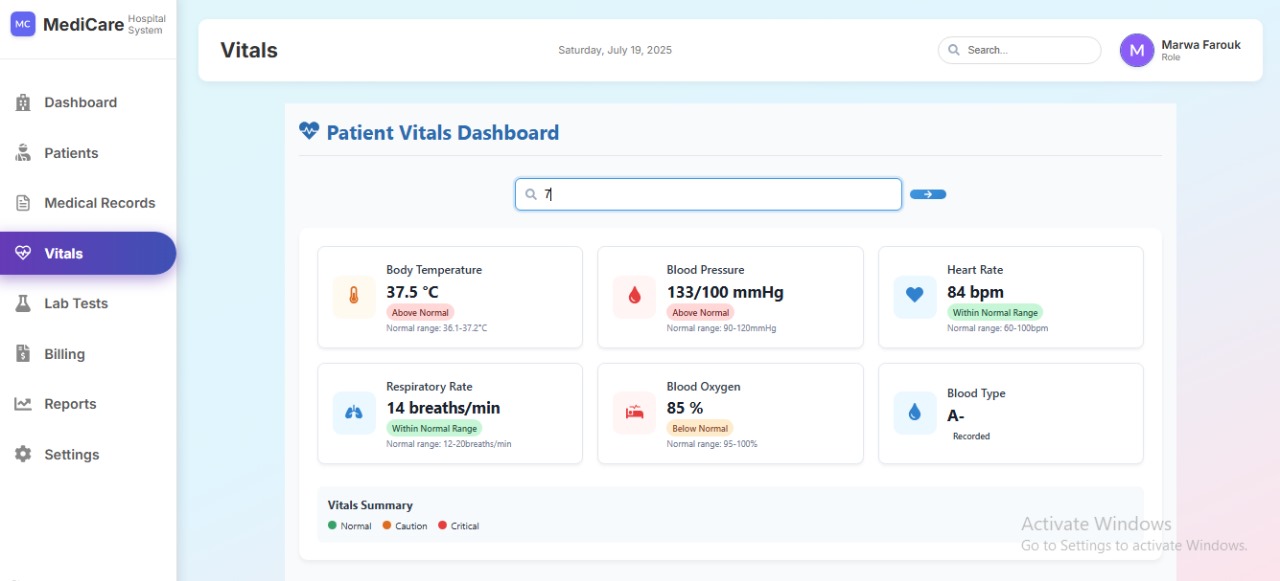 MC
MediCare
Hospital
System
Dashboard
Patients
Medical Records
Vitals
Lab Tests
Billing
Reports
Settings
Vitals
Saturday, July 19, 2025
Search...
M
Marwa Farouk
Role
Patient Vitals Dashboard
7
Body Temperature
37.5 °C
Above Normal
Normal range: 36.1-37.2°C
Blood Pressure
133/100 mmHg
Above Normal
Normal range: 90-120mmHg
Heart Rate
84 bpm
Within Normal Range
Normal range: 60-100bpm
Respiratory Rate
14 breaths/min
Within Normal Range
Normal range: 12-20breaths/min
Blood Oxygen
85 %
Below Normal
Normal range: 95-100%
Blood Type
A-
Recorded
Vitals Summary
Normal
Caution
Critical
Activate Windows
Go to Settings to activate Windows.